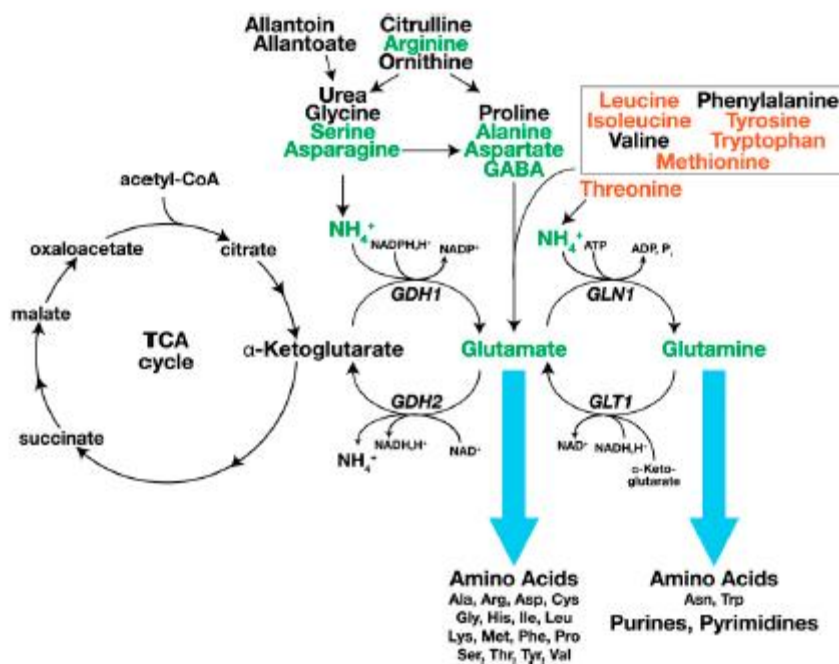 Allantoin
Allantoate
Citrulline
Arginine
Ornithine
Urea
Glycine
Serine
Asparagine
Proline
Alanine
Aspartate
GABA
Leucine Phenylalanine
Isoleucine Tyrosine
Valine Tryptophan
Methionine
Threonine
acetyl-CoA
oxaloacetate
citrate
malate
TCA
cycle
succinate
α-Ketoglutarate
NH₄⁺
NADPH,H⁺
NADP⁺
GDH1
Glutamate
GDH2
NH₄⁺
NADH,H⁺
NAD⁺
NH₄⁺
ATP
ADP, Pᵢ
GLN1
Glutamine
GLT1
NAD⁺
NADH,H⁺
α-Keto-
glutarate
Amino Acids
Ala, Arg, Asp, Cys
Gly, His, Ile, Leu
Lys, Met, Phe, Pro
Ser, Thr, Tyr, Val
Amino Acids
Asn, Trp
Purines, Pyrimidines